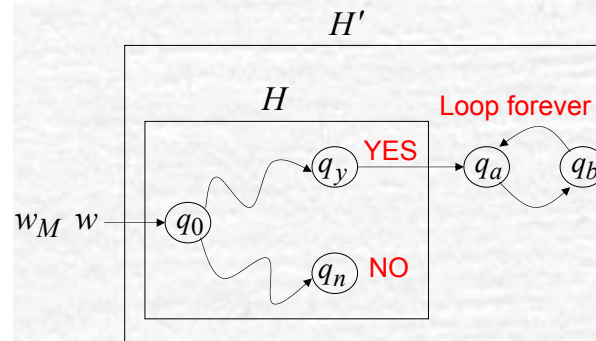 H′
H
Loop forever
YES
q_y
q_a
q_b
w_M w
q_0
q_n
NO